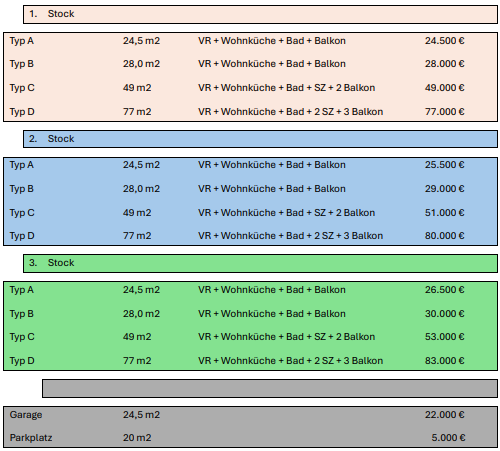 1. Stock
Typ A 24,5 m2 VR + Wohnküche + Bad + Balkon 24.500 €
Typ B 28,0 m2 VR + Wohnküche + Bad + Balkon 28.000 €
Typ C 49 m2 VR + Wohnküche + Bad + SZ + 2 Balkon 49.000 €
Typ D 77 m2 VR + Wohnküche + Bad + 2 SZ + 3 Balkon 77.000 €
2. Stock
Typ A 24,5 m2 VR + Wohnküche + Bad + Balkon 25.500 €
Typ B 28,0 m2 VR + Wohnküche + Bad + Balkon 29.000 €
Typ C 49 m2 VR + Wohnküche + Bad + SZ + 2 Balkon 51.000 €
Typ D 77 m2 VR + Wohnküche + Bad + 2 SZ + 3 Balkon 80.000 €
3. Stock
Typ A 24,5 m2 VR + Wohnküche + Bad + Balkon 26.500 €
Typ B 28,0 m2 VR + Wohnküche + Bad + Balkon 30.000 €
Typ C 49 m2 VR + Wohnküche + Bad + SZ + 2 Balkon 53.000 €
Typ D 77 m2 VR + Wohnküche + Bad + 2 SZ + 3 Balkon 83.000 €
Garage 24,5 m2 22.000 €
Parkplatz 20 m2 5.000 €